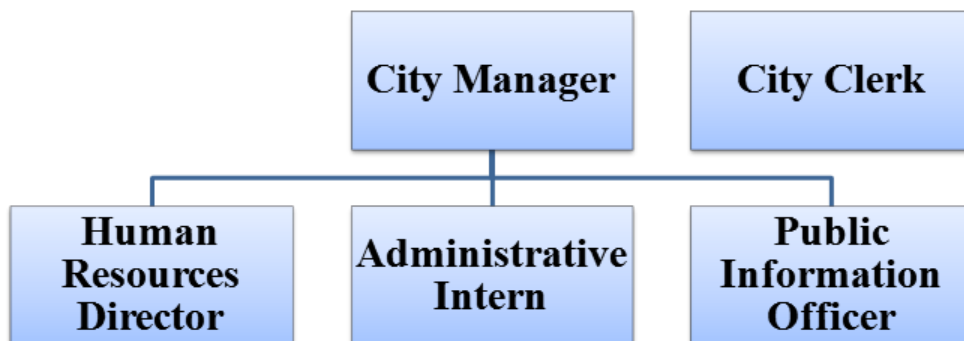 City Manager
City Clerk
Human
Resources
Director
Administrative
Intern
Public
Information
Officer